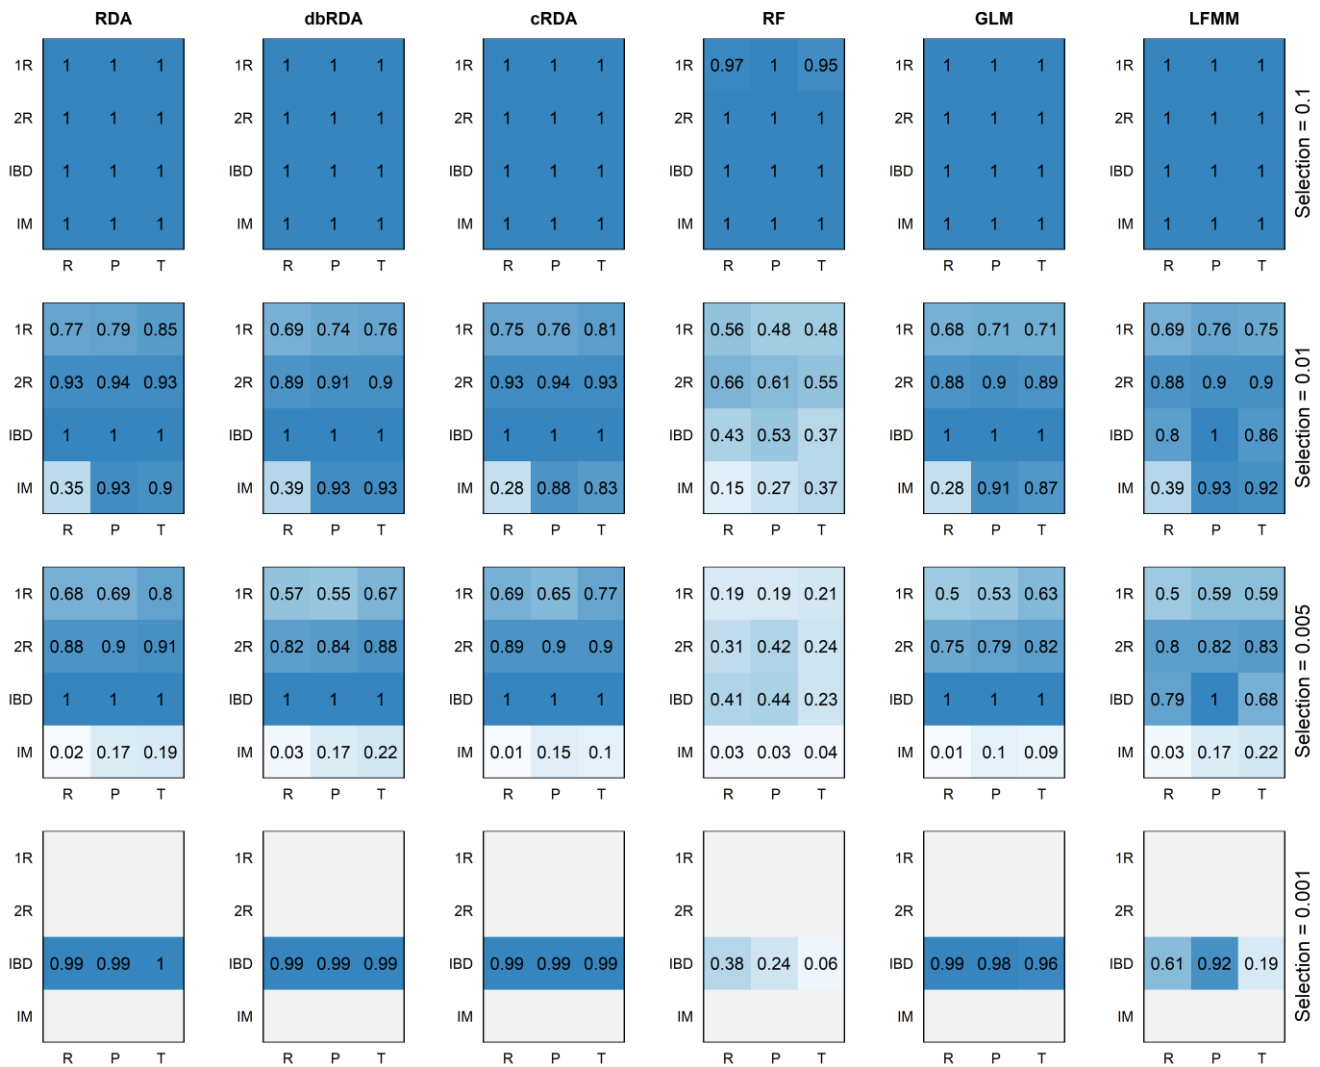 RDA dbRDA cRDA RF GLM LFMM
1R 1 1 1 1R 1 1 1 1R 1 1 1 1R 0.97 1 0.95 1R 1 1 1 1R 1 1 1
2R 1 1 1 2R 1 1 1 2R 1 1 1 2R 1 1 1 2R 1 1 1 2R 1 1 1
IBD 1 1 1 IBD 1 1 1 IBD 1 1 1 IBD 1 1 1 IBD 1 1 1 IBD 1 1 1
IM 1 1 1 IM 1 1 1 IM 1 1 1 IM 1 1 1 IM 1 1 1 IM 1 1 1
R P T R P T R P T R P T R P T R P T
Selection = 0.1
1R 0.77 0.79 0.85 1R 0.69 0.74 0.76 1R 0.75 0.76 0.81 1R 0.56 0.48 0.48 1R 0.68 0.71 0.71 1R 0.69 0.76 0.75
2R 0.93 0.94 0.93 2R 0.89 0.91 0.9 2R 0.93 0.94 0.93 2R 0.66 0.61 0.55 2R 0.88 0.9 0.89 2R 0.88 0.9 0.9
IBD 1 1 1 IBD 1 1 1 IBD 1 1 1 IBD 0.43 0.53 0.37 IBD 1 1 1 IBD 0.8 1 0.86
IM 0.35 0.93 0.9 IM 0.39 0.93 0.93 IM 0.28 0.88 0.83 IM 0.15 0.27 0.37 IM 0.28 0.91 0.87 IM 0.39 0.93 0.92
R P T R P T R P T R P T R P T R P T
Selection = 0.01
1R 0.68 0.69 0.8 1R 0.57 0.55 0.67 1R 0.69 0.65 0.77 1R 0.19 0.19 0.21 1R 0.5 0.53 0.63 1R 0.5 0.59 0.59
2R 0.88 0.9 0.91 2R 0.82 0.84 0.88 2R 0.89 0.9 0.9 2R 0.31 0.42 0.24 2R 0.75 0.79 0.82 2R 0.8 0.82 0.83
IBD 1 1 1 IBD 1 1 1 IBD 1 1 1 IBD 0.41 0.44 0.23 IBD 1 1 1 IBD 0.79 1 0.68
IM 0.02 0.17 0.19 IM 0.03 0.17 0.22 IM 0.01 0.15 0.1 IM 0.03 0.03 0.04 IM 0.01 0.1 0.09 IM 0.03 0.17 0.22
R P T R P T R P T R P T R P T R P T
Selection = 0.005
1R 1R 1R 1R 1R 1R
2R 2R 2R 2R 2R 2R
IBD 0.99 0.99 1 IBD 0.99 0.99 0.99 IBD 0.99 0.99 0.99 IBD 0.38 0.24 0.06 IBD 0.99 0.98 0.96 IBD 0.61 0.92 0.19
IM IM IM IM IM IM
R P T R P T R P T R P T R P T R P T
Selection = 0.001